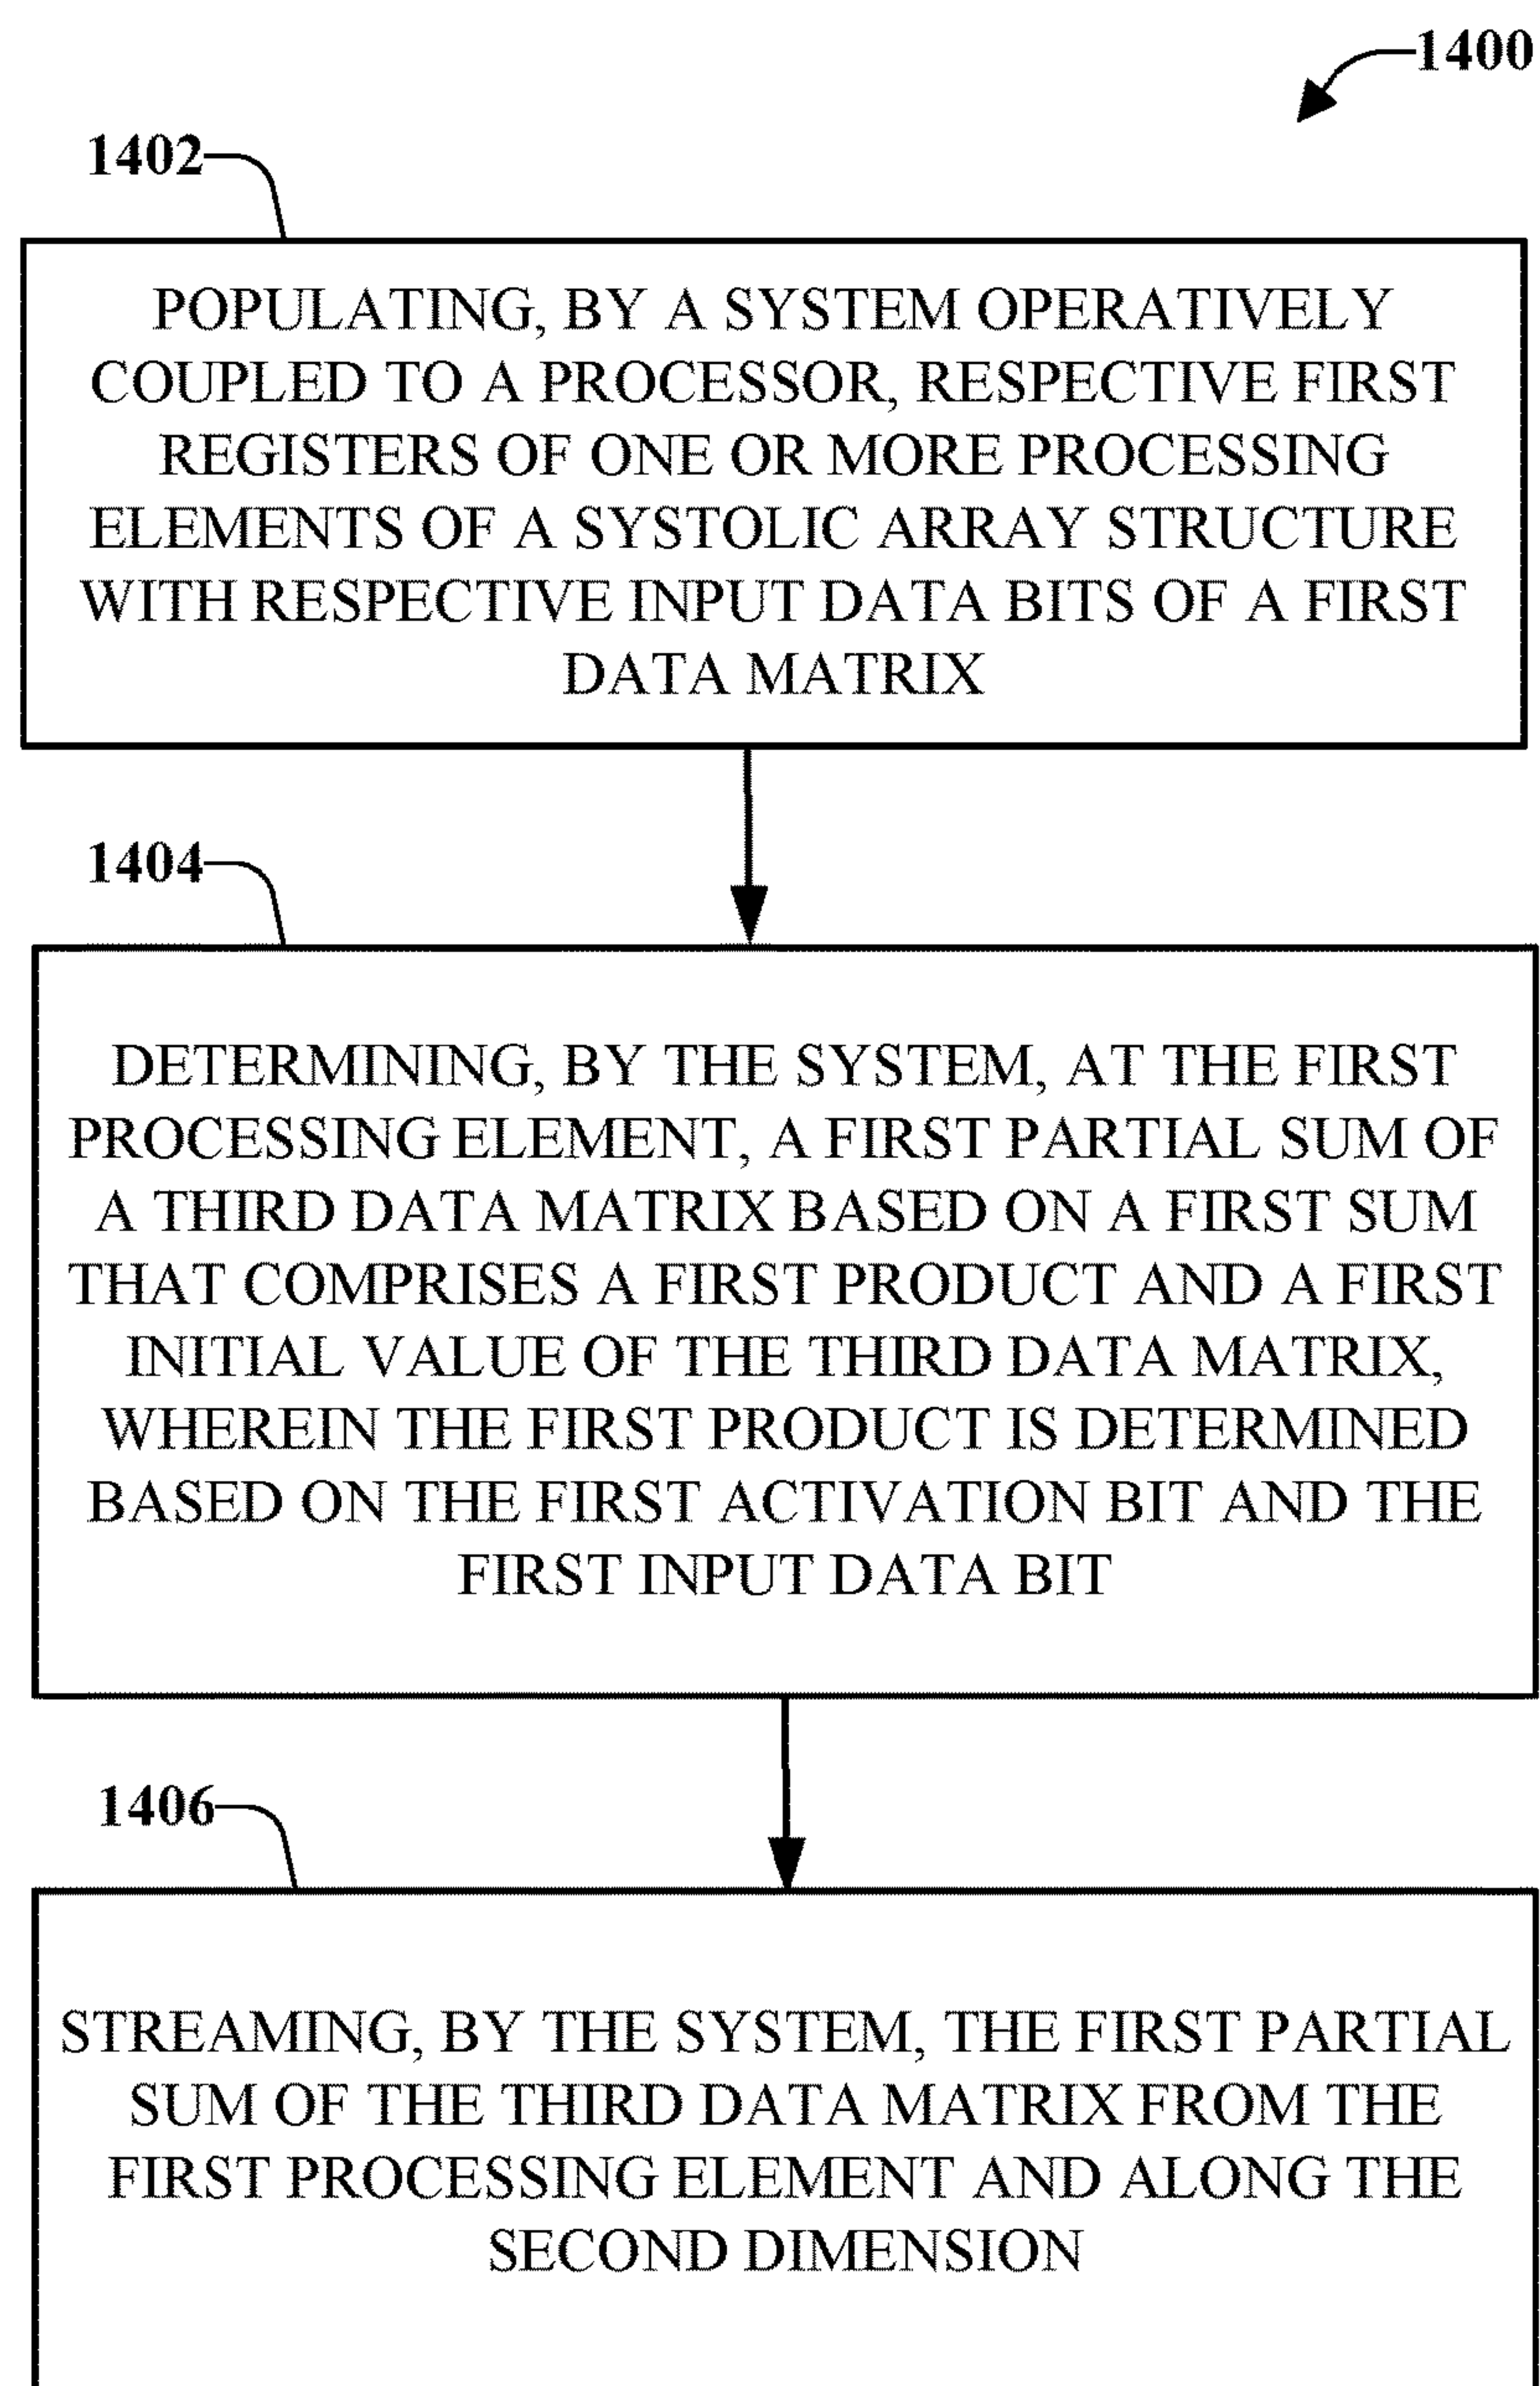 1400
1402
POPULATING, BY A SYSTEM OPERATIVELY
COUPLED TO A PROCESSOR, RESPECTIVE FIRST
REGISTERS OF ONE OR MORE PROCESSING
ELEMENTS OF A SYSTOLIC ARRAY STRUCTURE
WITH RESPECTIVE INPUT DATA BITS OF A FIRST
DATA MATRIX
1404
DETERMINING, BY THE SYSTEM, AT THE FIRST
PROCESSING ELEMENT, A FIRST PARTIAL SUM OF
A THIRD DATA MATRIX BASED ON A FIRST SUM
THAT COMPRISES A FIRST PRODUCT AND A FIRST
INITIAL VALUE OF THE THIRD DATA MATRIX,
WHEREIN THE FIRST PRODUCT IS DETERMINED
BASED ON THE FIRST ACTIVATION BIT AND THE
FIRST INPUT DATA BIT
1406
STREAMING, BY THE SYSTEM, THE FIRST PARTIAL
SUM OF THE THIRD DATA MATRIX FROM THE
FIRST PROCESSING ELEMENT AND ALONG THE
SECOND DIMENSION